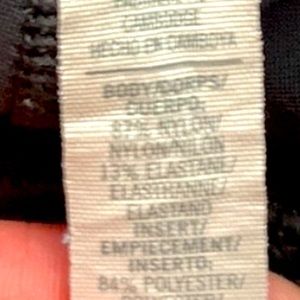 CAMBODGE
HECHO EN CAMBOYA
BODY/CORPS/
CUERPO:
87% NYLON/
NYLON/NILON
13% ELASTANE/
ELASTHANNE/
ELASTANO
INSERT/
EMPIECEMENT/
INSERTO:
84% POLYESTER/